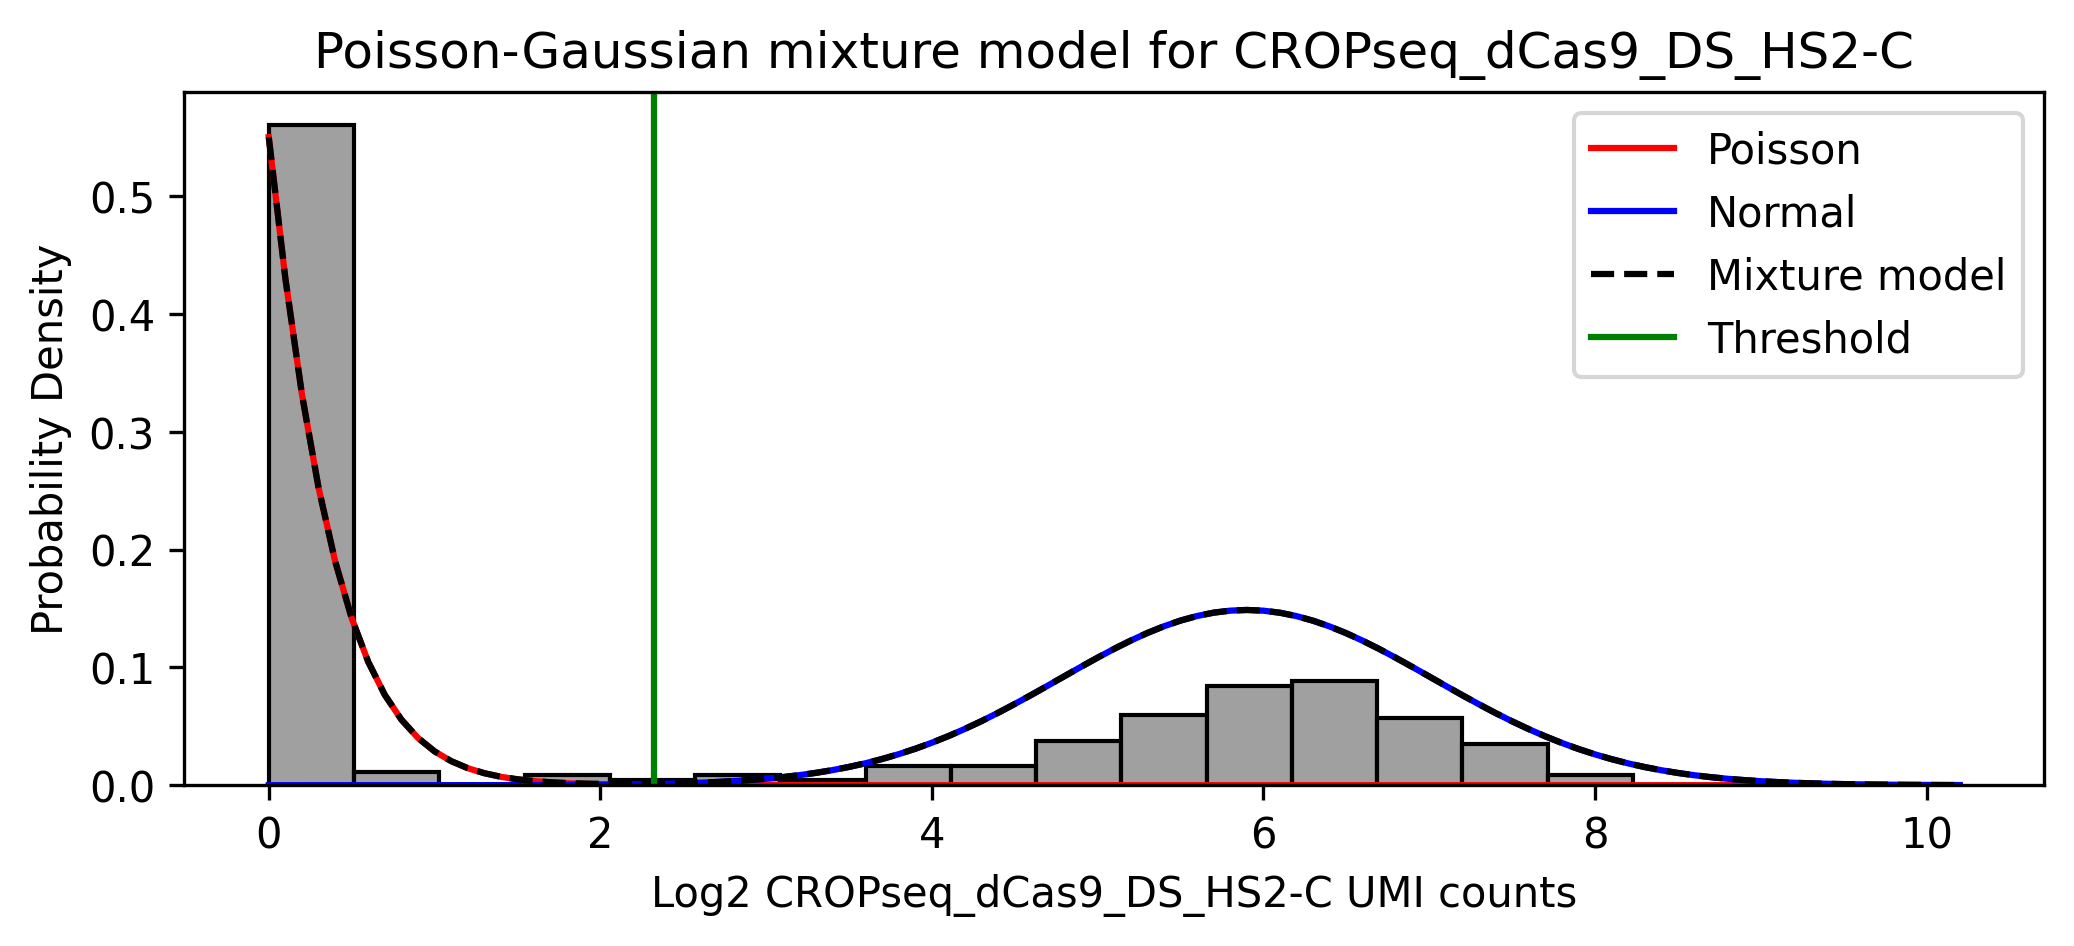 Poisson-Gaussian mixture model for CROPseq_dCas9_DS_HS2-C
Poisson
Normal
Mixture model
Threshold
Probability Density
0.5
0.4
0.3
0.2
0.1
0.0
0 2 4 6 8 10
Log2 CROPseq_dCas9_DS_HS2-C UMI counts